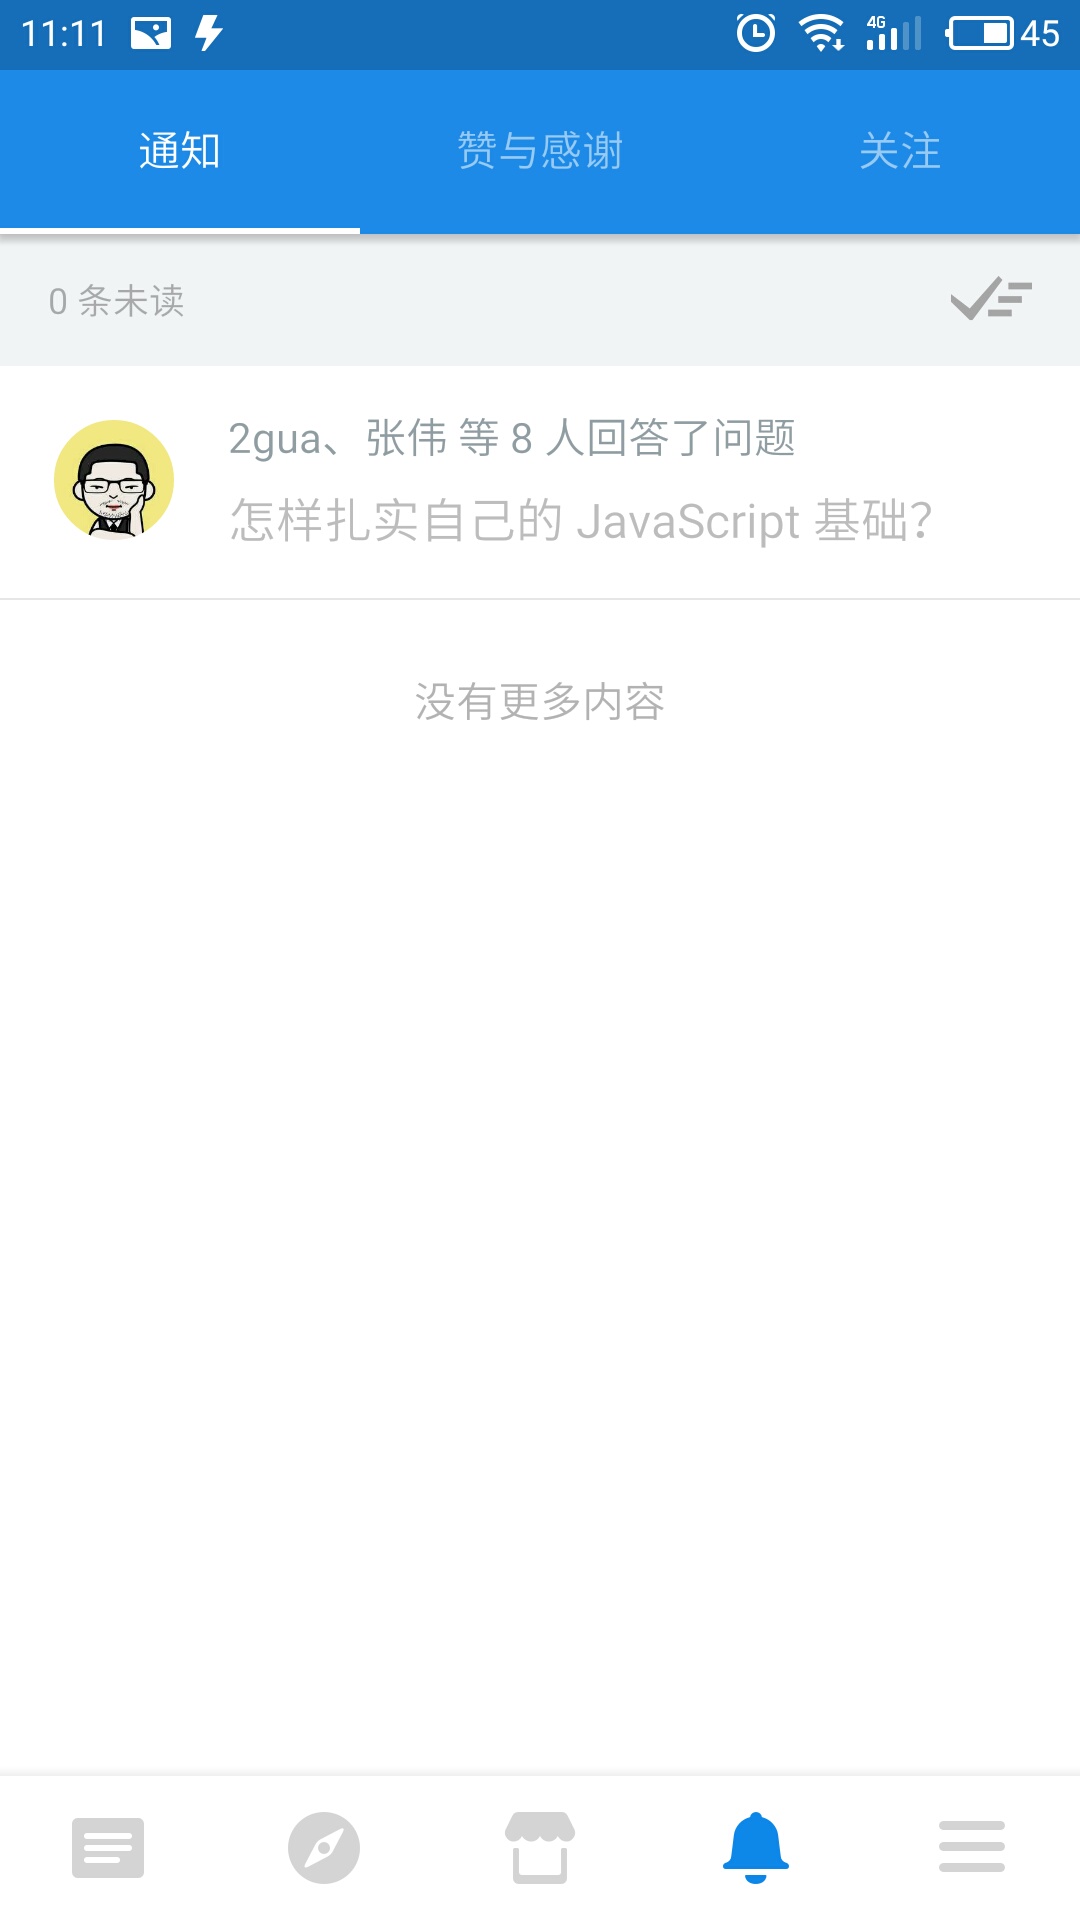 11:11 4G 45
通知 赞与感谢 关注
0 条未读
2gua、张伟 等 8 人回答了问题
怎样扎实自己的 JavaScript 基础？
没有更多内容